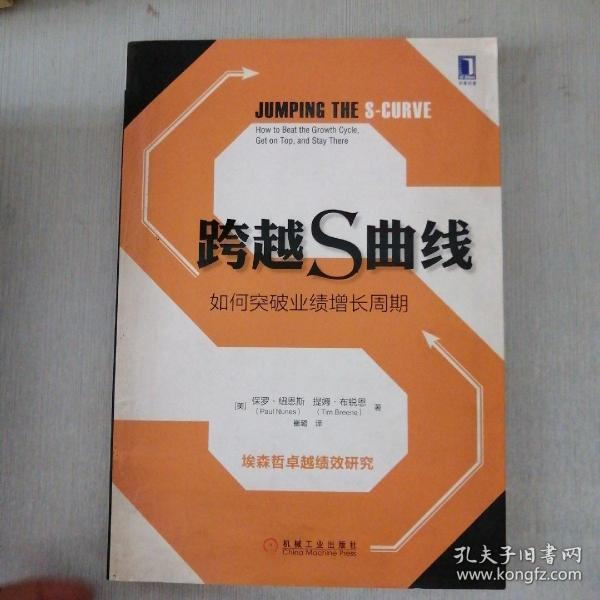 JUMPING THE S-CURVE
How to Beat the Growth Cycle,
Get on Top, and Stay There
跨越S曲线
如何突破业绩增长周期
[美] 保罗·纽恩斯 提姆·布锐恩 著
(Paul Nunes) (Tim Breene)
崔璐 译
埃森哲卓越绩效研究
机械工业出版社
China Machine Press
孔夫子旧书网
www.kongfz.com